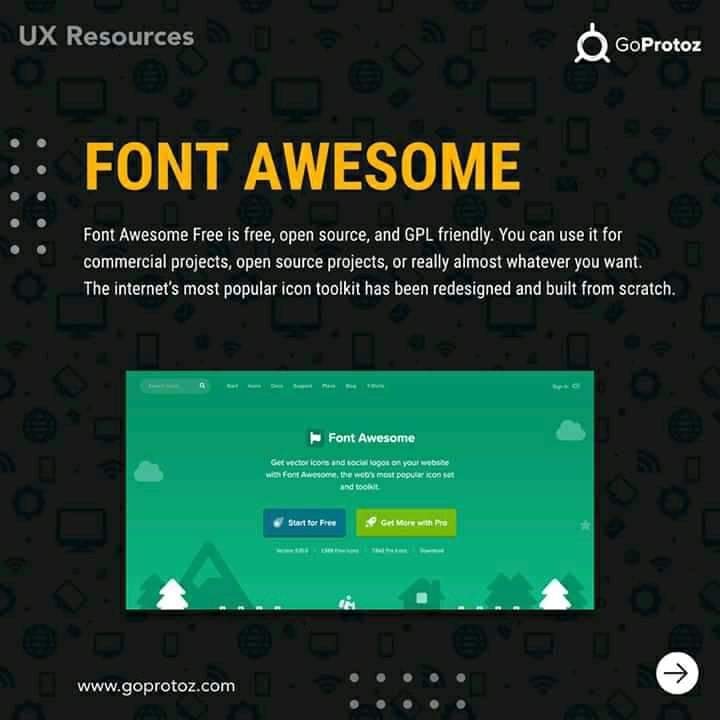 UX Resources
GoProtoz
FONT AWESOME
Font Awesome Free is free, open source, and GPL friendly. You can use it for
commercial projects, open source projects, or really almost whatever you want.
The internet's most popular icon toolkit has been redesigned and built from scratch.
Start Icons Docs Support Plans Blog T-Shirts
Sign In
Font Awesome
Get vector icons and social logos on your website
with Font Awesome, the web's most popular icon set
and toolkit.
Start for Free
Get More with Pro
Download
www.goprotoz.com